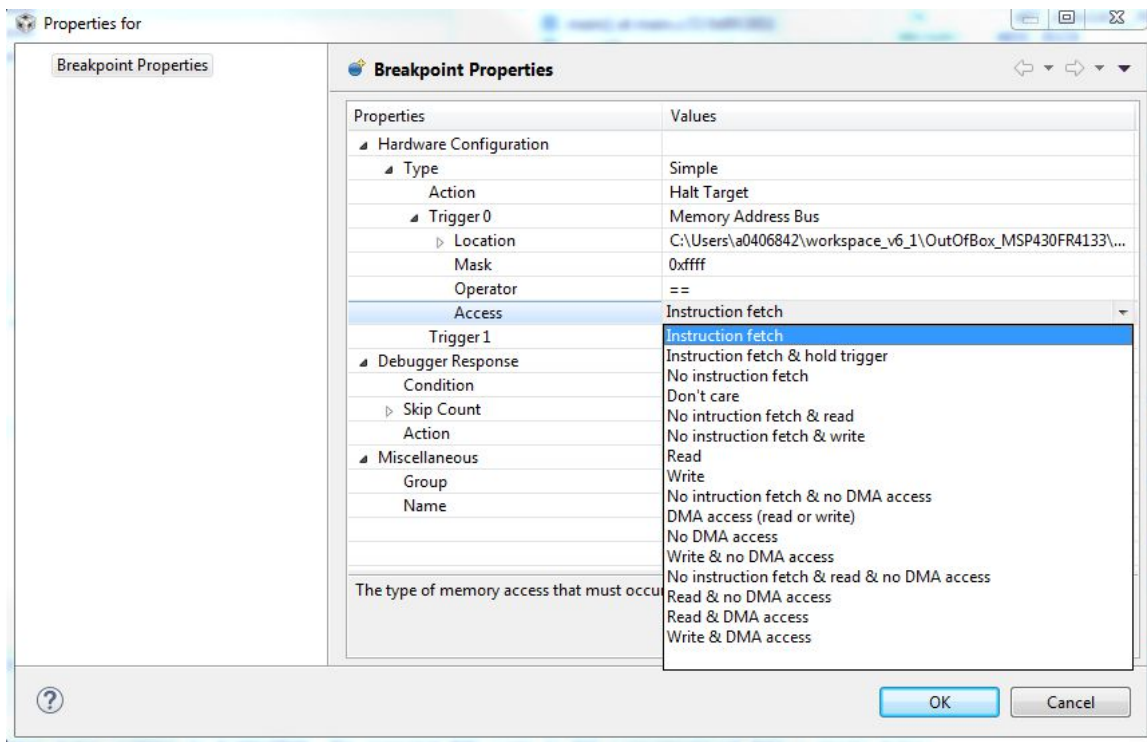 Properties for
Breakpoint Properties
Breakpoint Properties
Properties Values
Hardware Configuration
Type Simple
Action Halt Target
Trigger 0 Memory Address Bus
Location C:\Users\a0406842\workspace_v6_1\OutOfBox_MSP430FR4133\...
Mask 0xffff
Operator ==
Access Instruction fetch
Trigger 1
Debugger Response
Condition
Skip Count
Action
Miscellaneous
Group
Name
Instruction fetch
Instruction fetch & hold trigger
No instruction fetch
Don't care
No intruction fetch & read
No instruction fetch & write
Read
Write
No intruction fetch & no DMA access
DMA access (read or write)
No DMA access
Write & no DMA access
No instruction fetch & read & no DMA access
Read & no DMA access
Read & DMA access
Write & DMA access
The type of memory access that must occu
?
OK Cancel